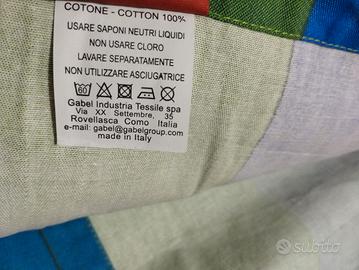 COTONE - COTTON 100%
USARE SAPONI NEUTRI LIQUIDI
NON USARE CLORO
LAVARE SEPARATAMENTE
NON UTILIZZARE ASCIUGATRICE
60
Gabel Industria Tessile spa
Via XX Settembre, 35
Rovellasca Como Italia
e-mail: gabel@gabelgroup.com
made in Italy
subito